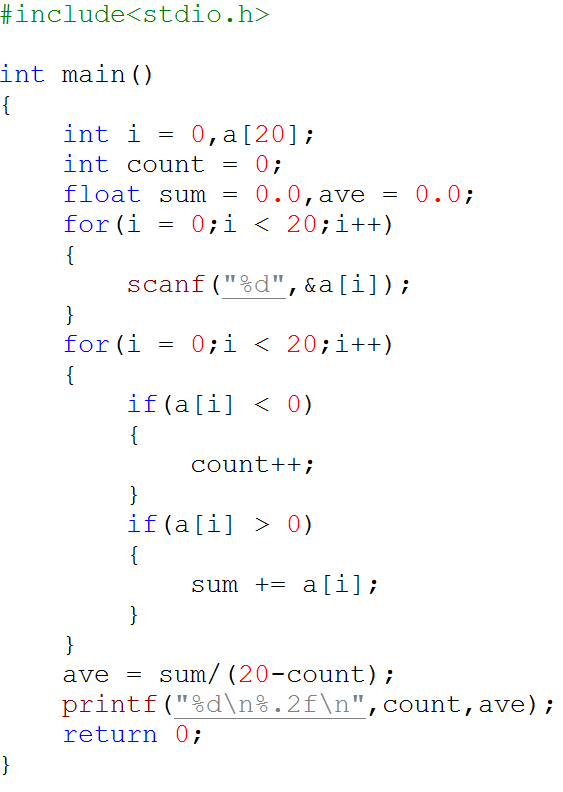 #include<stdio.h>
int main()
{
    int i = 0,a[20];
    int count = 0;
    float sum = 0.0,ave = 0.0;
    for(i = 0;i < 20;i++)
    {
        scanf("%d",&a[i]);
    }
    for(i = 0;i < 20;i++)
    {
        if(a[i] < 0)
        {
            count++;
        }
        if(a[i] > 0)
        {
            sum += a[i];
        }
    }
    ave = sum/(20-count);
    printf("%d\n%.2f\n",count,ave);
    return 0;
}